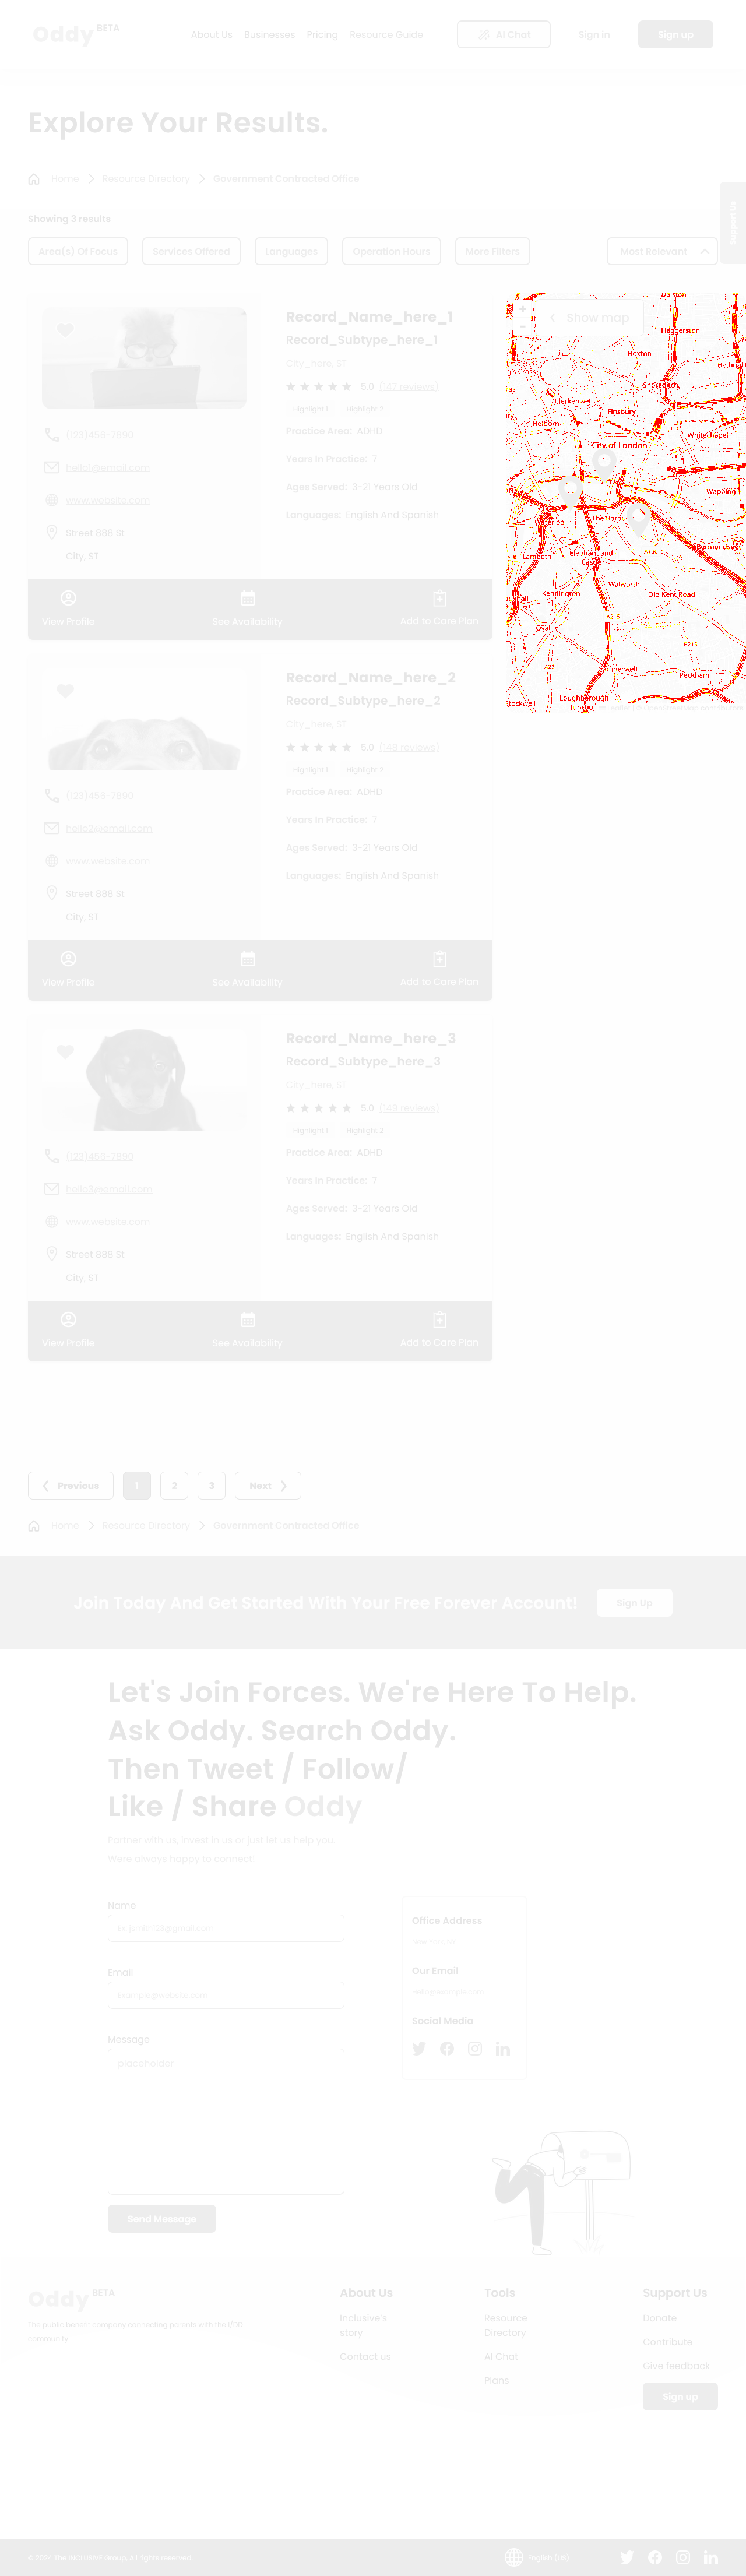 Oddy BETA
About Us Businesses Pricing Resource Guide AI Chat Sign in Sign up
Explore Your Results.
Home Resource Directory Government Contracted Office
Support Us
Showing 3 results
Area(s) Of Focus Services Offered Languages Operation Hours More Filters Most Relevant
Record_Name_here_1
Record_Subtype_here_1
City_here, ST
5.0 (147 reviews)
Highlight 1 Highlight 2
Practice Area: ADHD
Years In Practice: 7
Ages Served: 3-21 Years Old
Languages: English And Spanish
(123)456-7890
hello1@email.com
www.website.com
Street 888 St
City, ST
View Profile See Availability Add to Care Plan
Show map
Dalston
Haggerston
Hoxton
Bethnal
g's Cross
Shoreditch
Clerkenwell
Finsbury
Holborn
Whitechapel
City of London
Wapping
Waterloo
The Borough
A100
Bermondsey
Lambeth
Elephant and
Castle
Walworth
Kennington
Old Kent Road
uxhall
A215
Oval
B215
A23
Camberwell
Peckham
Loughborough
Junction
tockwell
Record_Name_here_2
Record_Subtype_here_2
City_here, ST
5.0 (148 reviews)
Highlight 1 Highlight 2
Practice Area: ADHD
Years In Practice: 7
Ages Served: 3-21 Years Old
Languages: English And Spanish
(123)456-7890
hello2@email.com
www.website.com
Street 888 St
City, ST
View Profile See Availability Add to Care Plan
Record_Name_here_3
Record_Subtype_here_3
City_here, ST
5.0 (149 reviews)
Highlight 1 Highlight 2
Practice Area: ADHD
Years In Practice: 7
Ages Served: 3-21 Years Old
Languages: English And Spanish
(123)456-7890
hello3@email.com
www.website.com
Street 888 St
City, ST
View Profile See Availability Add to Care Plan
Previous 1 2 3 Next
Home Resource Directory Government Contracted Office
Join Today And Get Started With Your Free Forever Account! Sign Up
Let's Join Forces. We're Here To Help.
Ask Oddy. Search Oddy.
Then Tweet / Follow/
Like / Share Oddy
Partner with us, invest in us or just let us help you.
Were always happy to connect!
Name
Email
Message
placeholder
Send Message
Office Address
New York, NY
Our Email
Social Media
Oddy BETA
The public benefit company connecting parents with the I/DD
community.
About Us
Inclusive's
story
Contact us
Tools
Resource
Directory
AI Chat
Plans
Support Us
Donate
Contribute
Give feedback
Sign up
English (US)